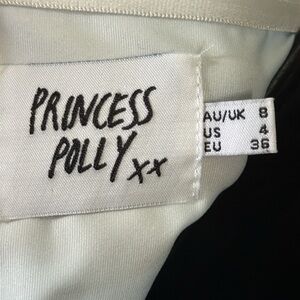 PRINCESS
POLLY xx
AU/UK 8
US 4
EU 36